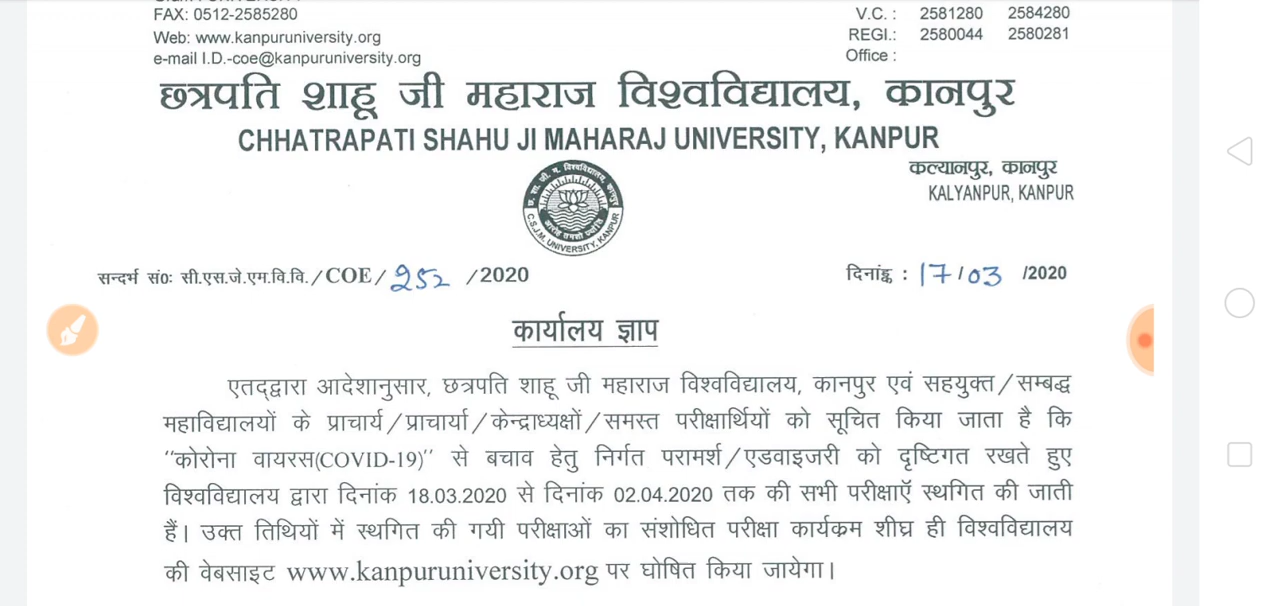 FAX: 0512-2585280
Web: www.kanpuruniversity.org
e-mail I.D.-coe@kanpuruniversity.org
V.C. : 2581280 2584280
REGI.: 2580044 2580281
Office :
छत्रपति शाहू जी महाराज विश्वविद्यालय, कानपुर
CHHATRAPATI SHAHU JI MAHARAJ UNIVERSITY, KANPUR
कल्यानपुर, कानपुर
KALYANPUR, KANPUR
C.S.J.M. UNIVERSITY, KANPUR
सन्दर्भ सं0: सी.एस.जे.एम.वि.वि./COE/252 /2020
दिनांङ्क : 17/03 /2020
कार्यालय ज्ञाप
एतद्द्वारा आदेशानुसार, छत्रपति शाहू जी महाराज विश्वविद्यालय, कानपुर एवं सहयुक्त/सम्बद्ध
महाविद्यालयों के प्राचार्य/प्राचार्या/केन्द्राध्यक्षों/समस्त परीक्षार्थियों को सूचित किया जाता है कि
"कोरोना वायरस(COVID-19)" से बचाव हेतु निर्गत परामर्श/एडवाइजरी को दृष्टिगत रखते हुए
विश्वविद्यालय द्वारा दिनांक 18.03.2020 से दिनांक 02.04.2020 तक की सभी परीक्षाएँ स्थगित की जाती
हैं। उक्त तिथियों में स्थगित की गयी परीक्षाओं का संशोधित परीक्षा कार्यक्रम शीघ्र ही विश्वविद्यालय
की वेबसाइट www.kanpuruniversity.org पर घोषित किया जायेगा।